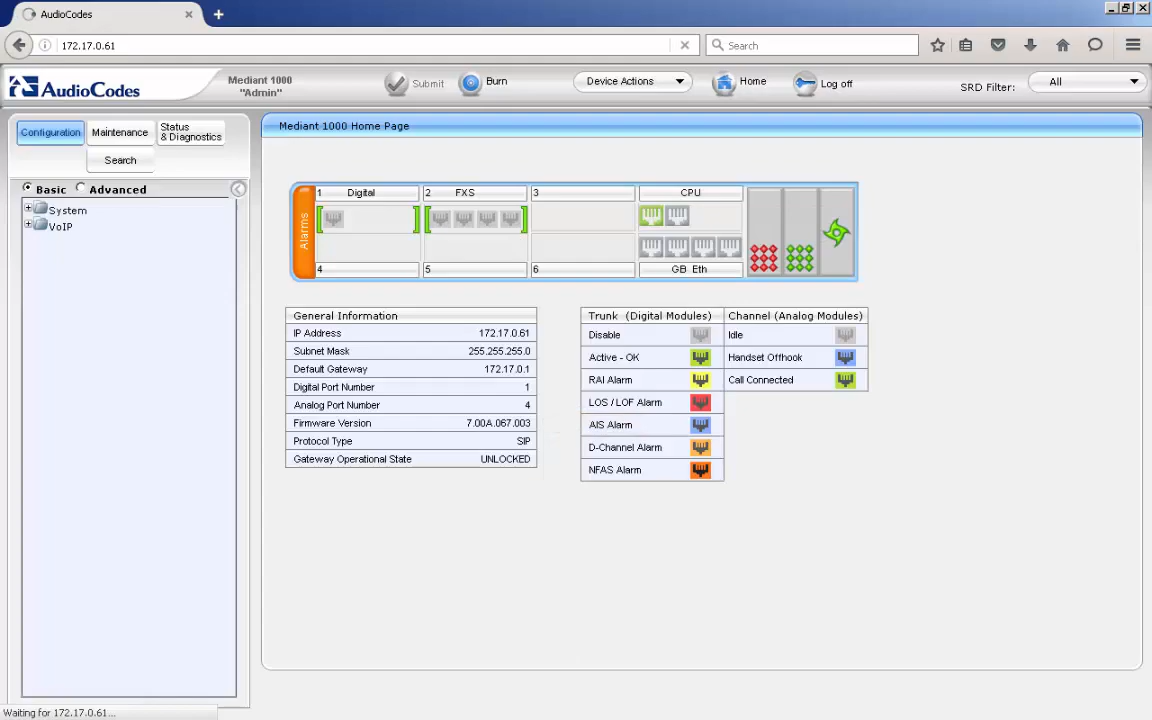 AudioCodes
172.17.0.61
Search
AudioCodes
Mediant 1000
"Admin"
Submit
Burn
Device Actions
Home
Log off
SRD Filter:
All
Configuration
Maintenance
Status
& Diagnostics
Search
Basic
Advanced
System
VoIP
Mediant 1000 Home Page
Alarms
1 Digital
2 FXS
3
CPU
4
5
6
GB Eth
General Information
IP Address 172.17.0.61
Subnet Mask 255.255.255.0
Default Gateway 172.17.0.1
Digital Port Number 1
Analog Port Number 4
Firmware Version 7.00A.067.003
Protocol Type SIP
Gateway Operational State UNLOCKED
Trunk (Digital Modules)
Channel (Analog Modules)
Disable
Idle
Active - OK
Handset Offhook
RAI Alarm
Call Connected
LOS / LOF Alarm
AIS Alarm
D-Channel Alarm
NFAS Alarm
Waiting for 172.17.0.61...